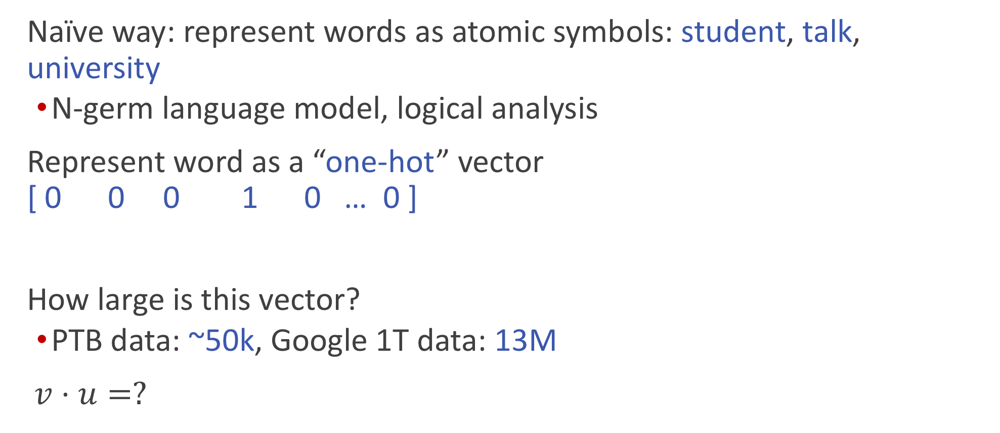 Naïve way: represent words as atomic symbols: student, talk,
university
• N-germ language model, logical analysis
Represent word as a “one-hot” vector
[ 0 0 0 1 0 … 0 ]
How large is this vector?
• PTB data: ~50k, Google 1T data: 13M
v · u =?